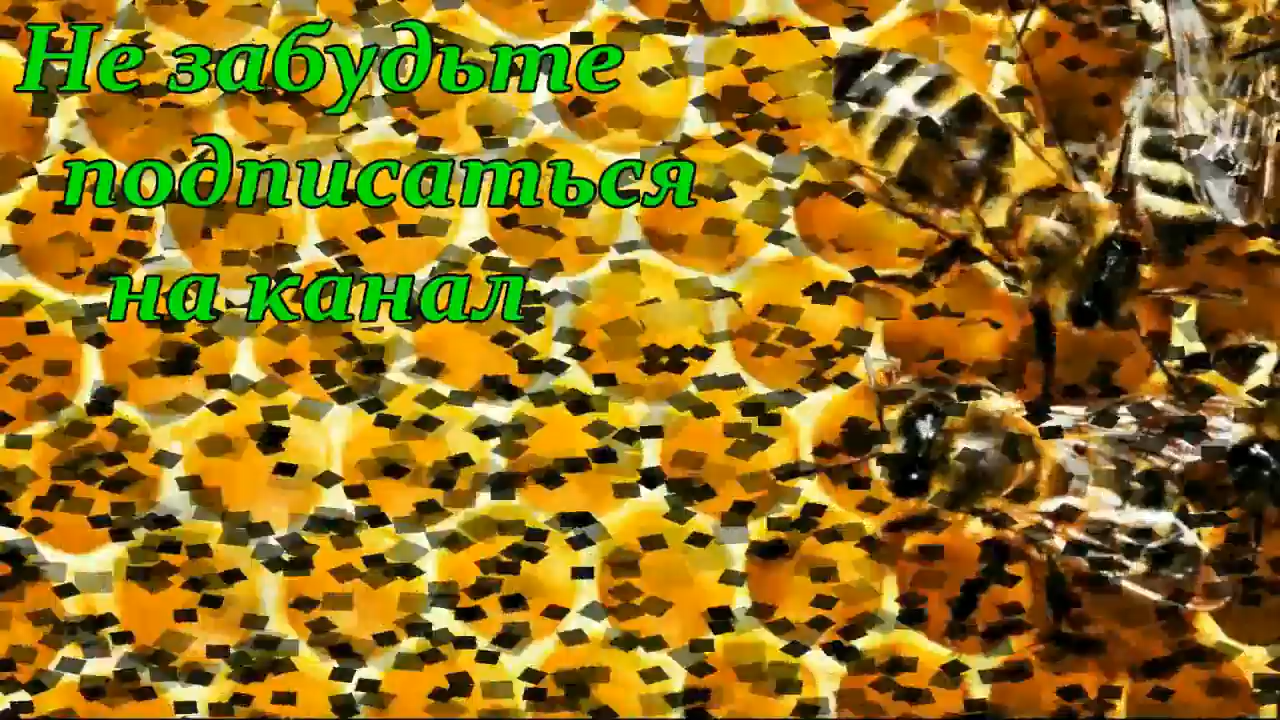 Не забудьте
подписаться
на канал